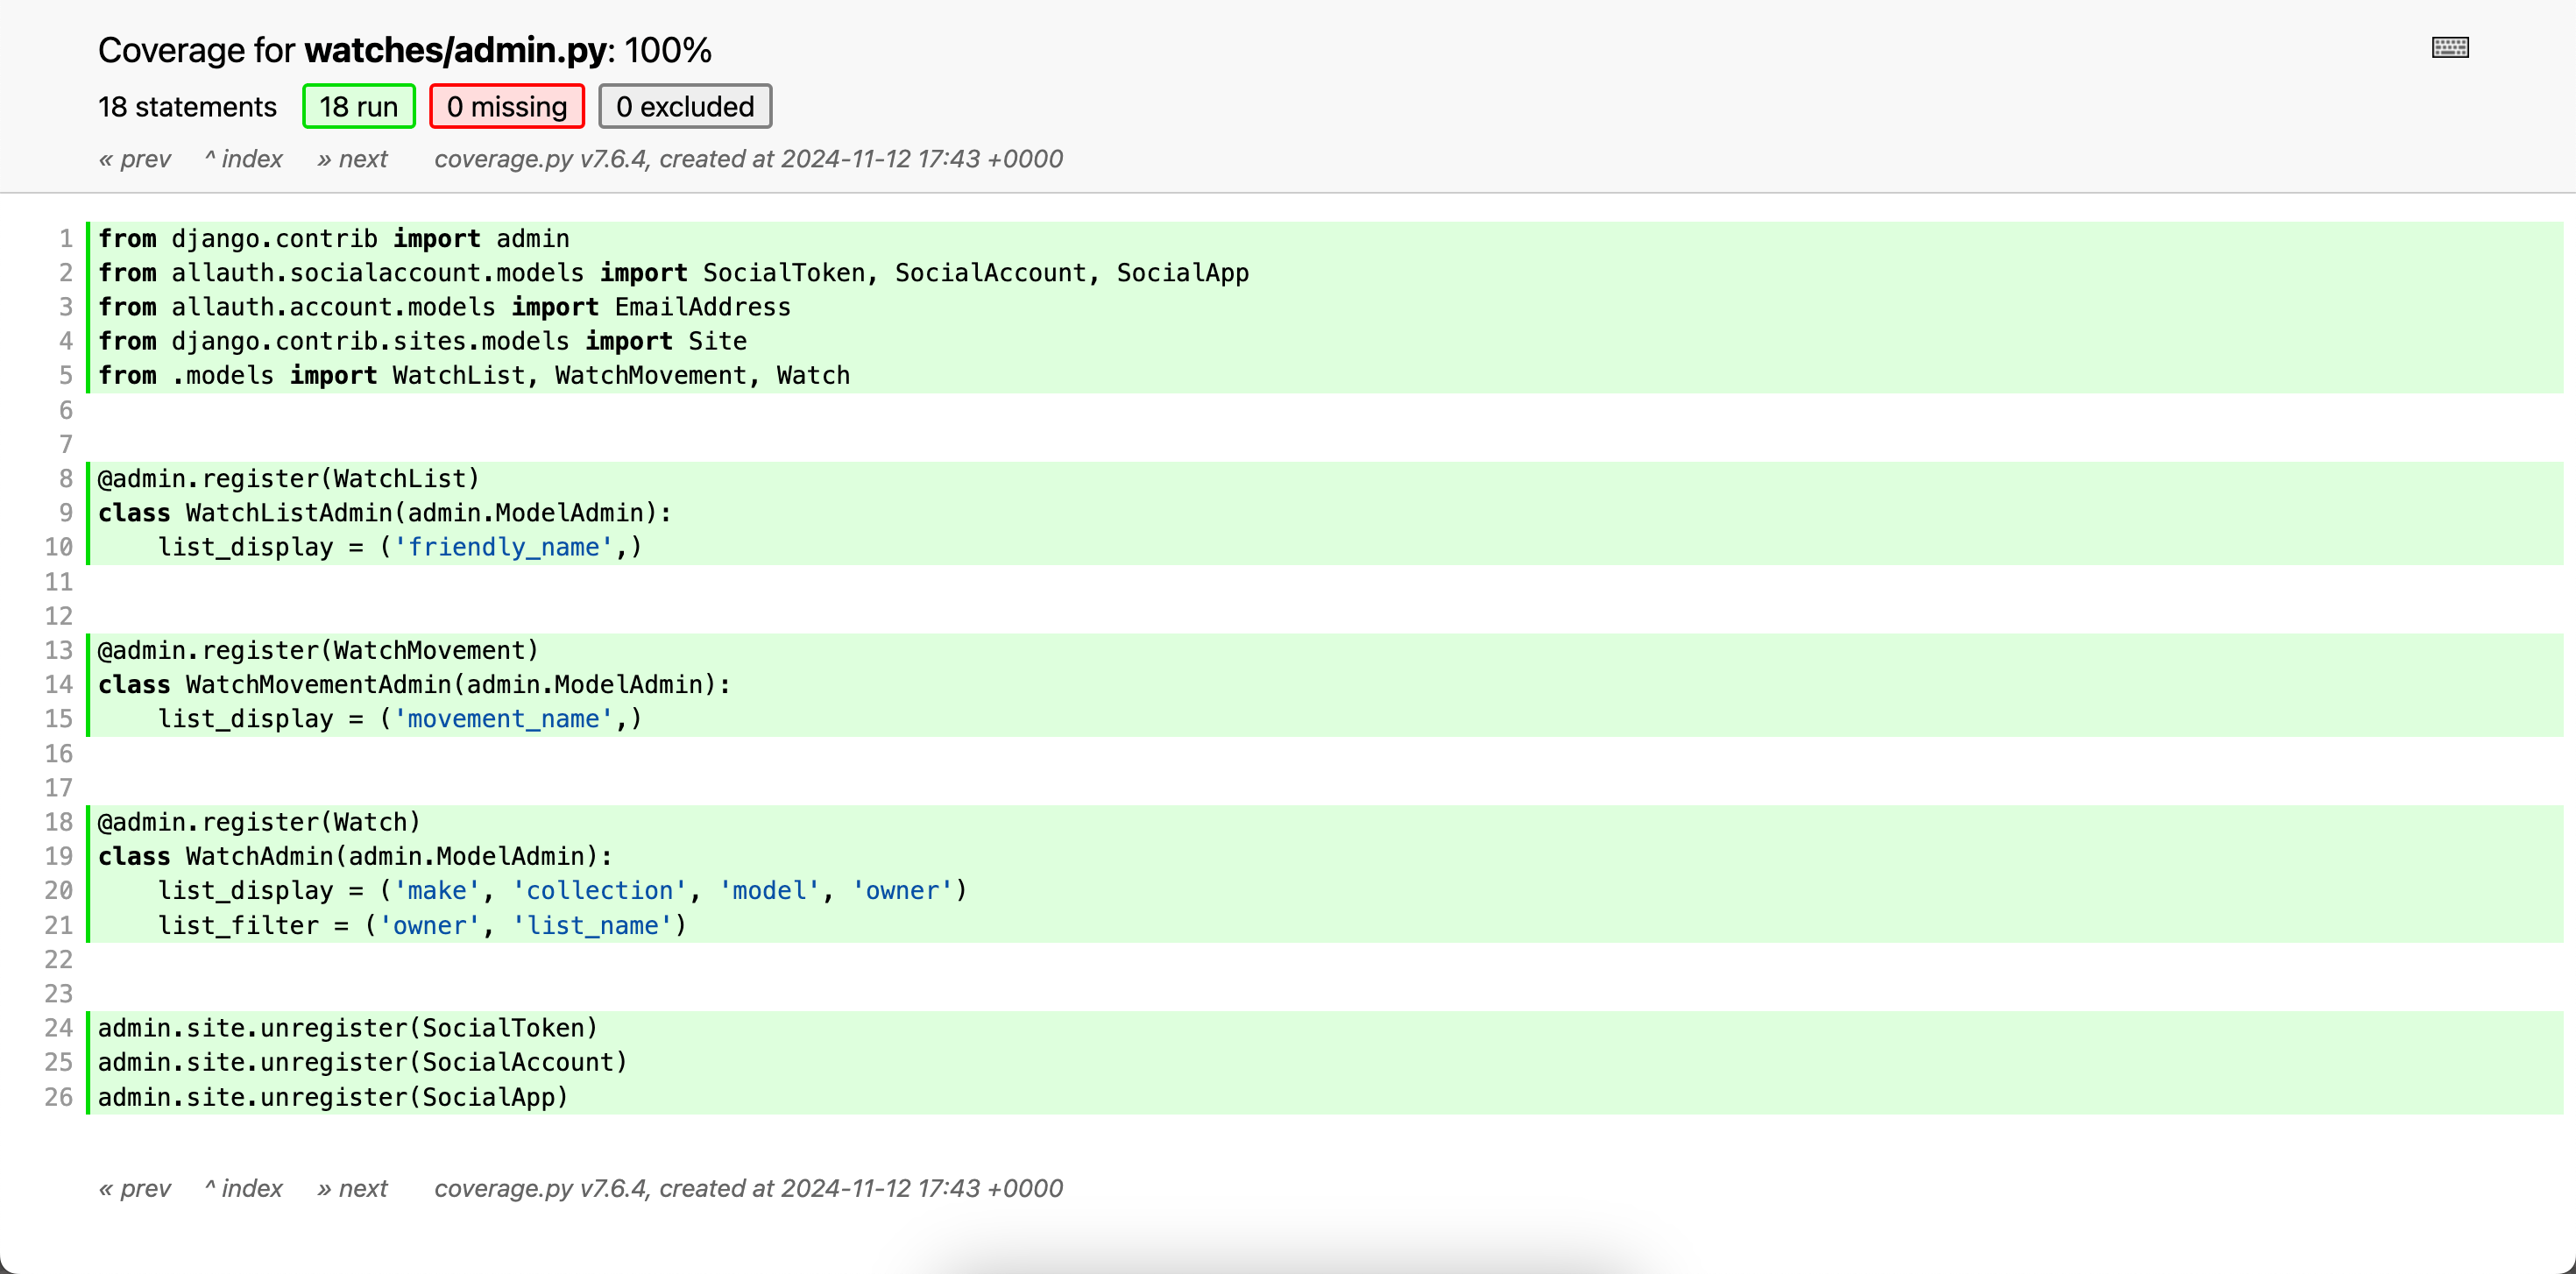 Coverage for watches/admin.py: 100%
18 statements 18 run 0 missing 0 excluded
« prev ^ index » next coverage.py v7.6.4, created at 2024-11-12 17:43 +0000
1 from django.contrib import admin
2 from allauth.socialaccount.models import SocialToken, SocialAccount, SocialApp
3 from allauth.account.models import EmailAddress
4 from django.contrib.sites.models import Site
5 from .models import WatchList, WatchMovement, Watch
6
7
8 @admin.register(WatchList)
9 class WatchListAdmin(admin.ModelAdmin):
10     list_display = ('friendly_name',)
11
12
13 @admin.register(WatchMovement)
14 class WatchMovementAdmin(admin.ModelAdmin):
15     list_display = ('movement_name',)
16
17
18 @admin.register(Watch)
19 class WatchAdmin(admin.ModelAdmin):
20     list_display = ('make', 'collection', 'model', 'owner')
21     list_filter = ('owner', 'list_name')
22
23
24 admin.site.unregister(SocialToken)
25 admin.site.unregister(SocialAccount)
26 admin.site.unregister(SocialApp)
« prev ^ index » next coverage.py v7.6.4, created at 2024-11-12 17:43 +0000